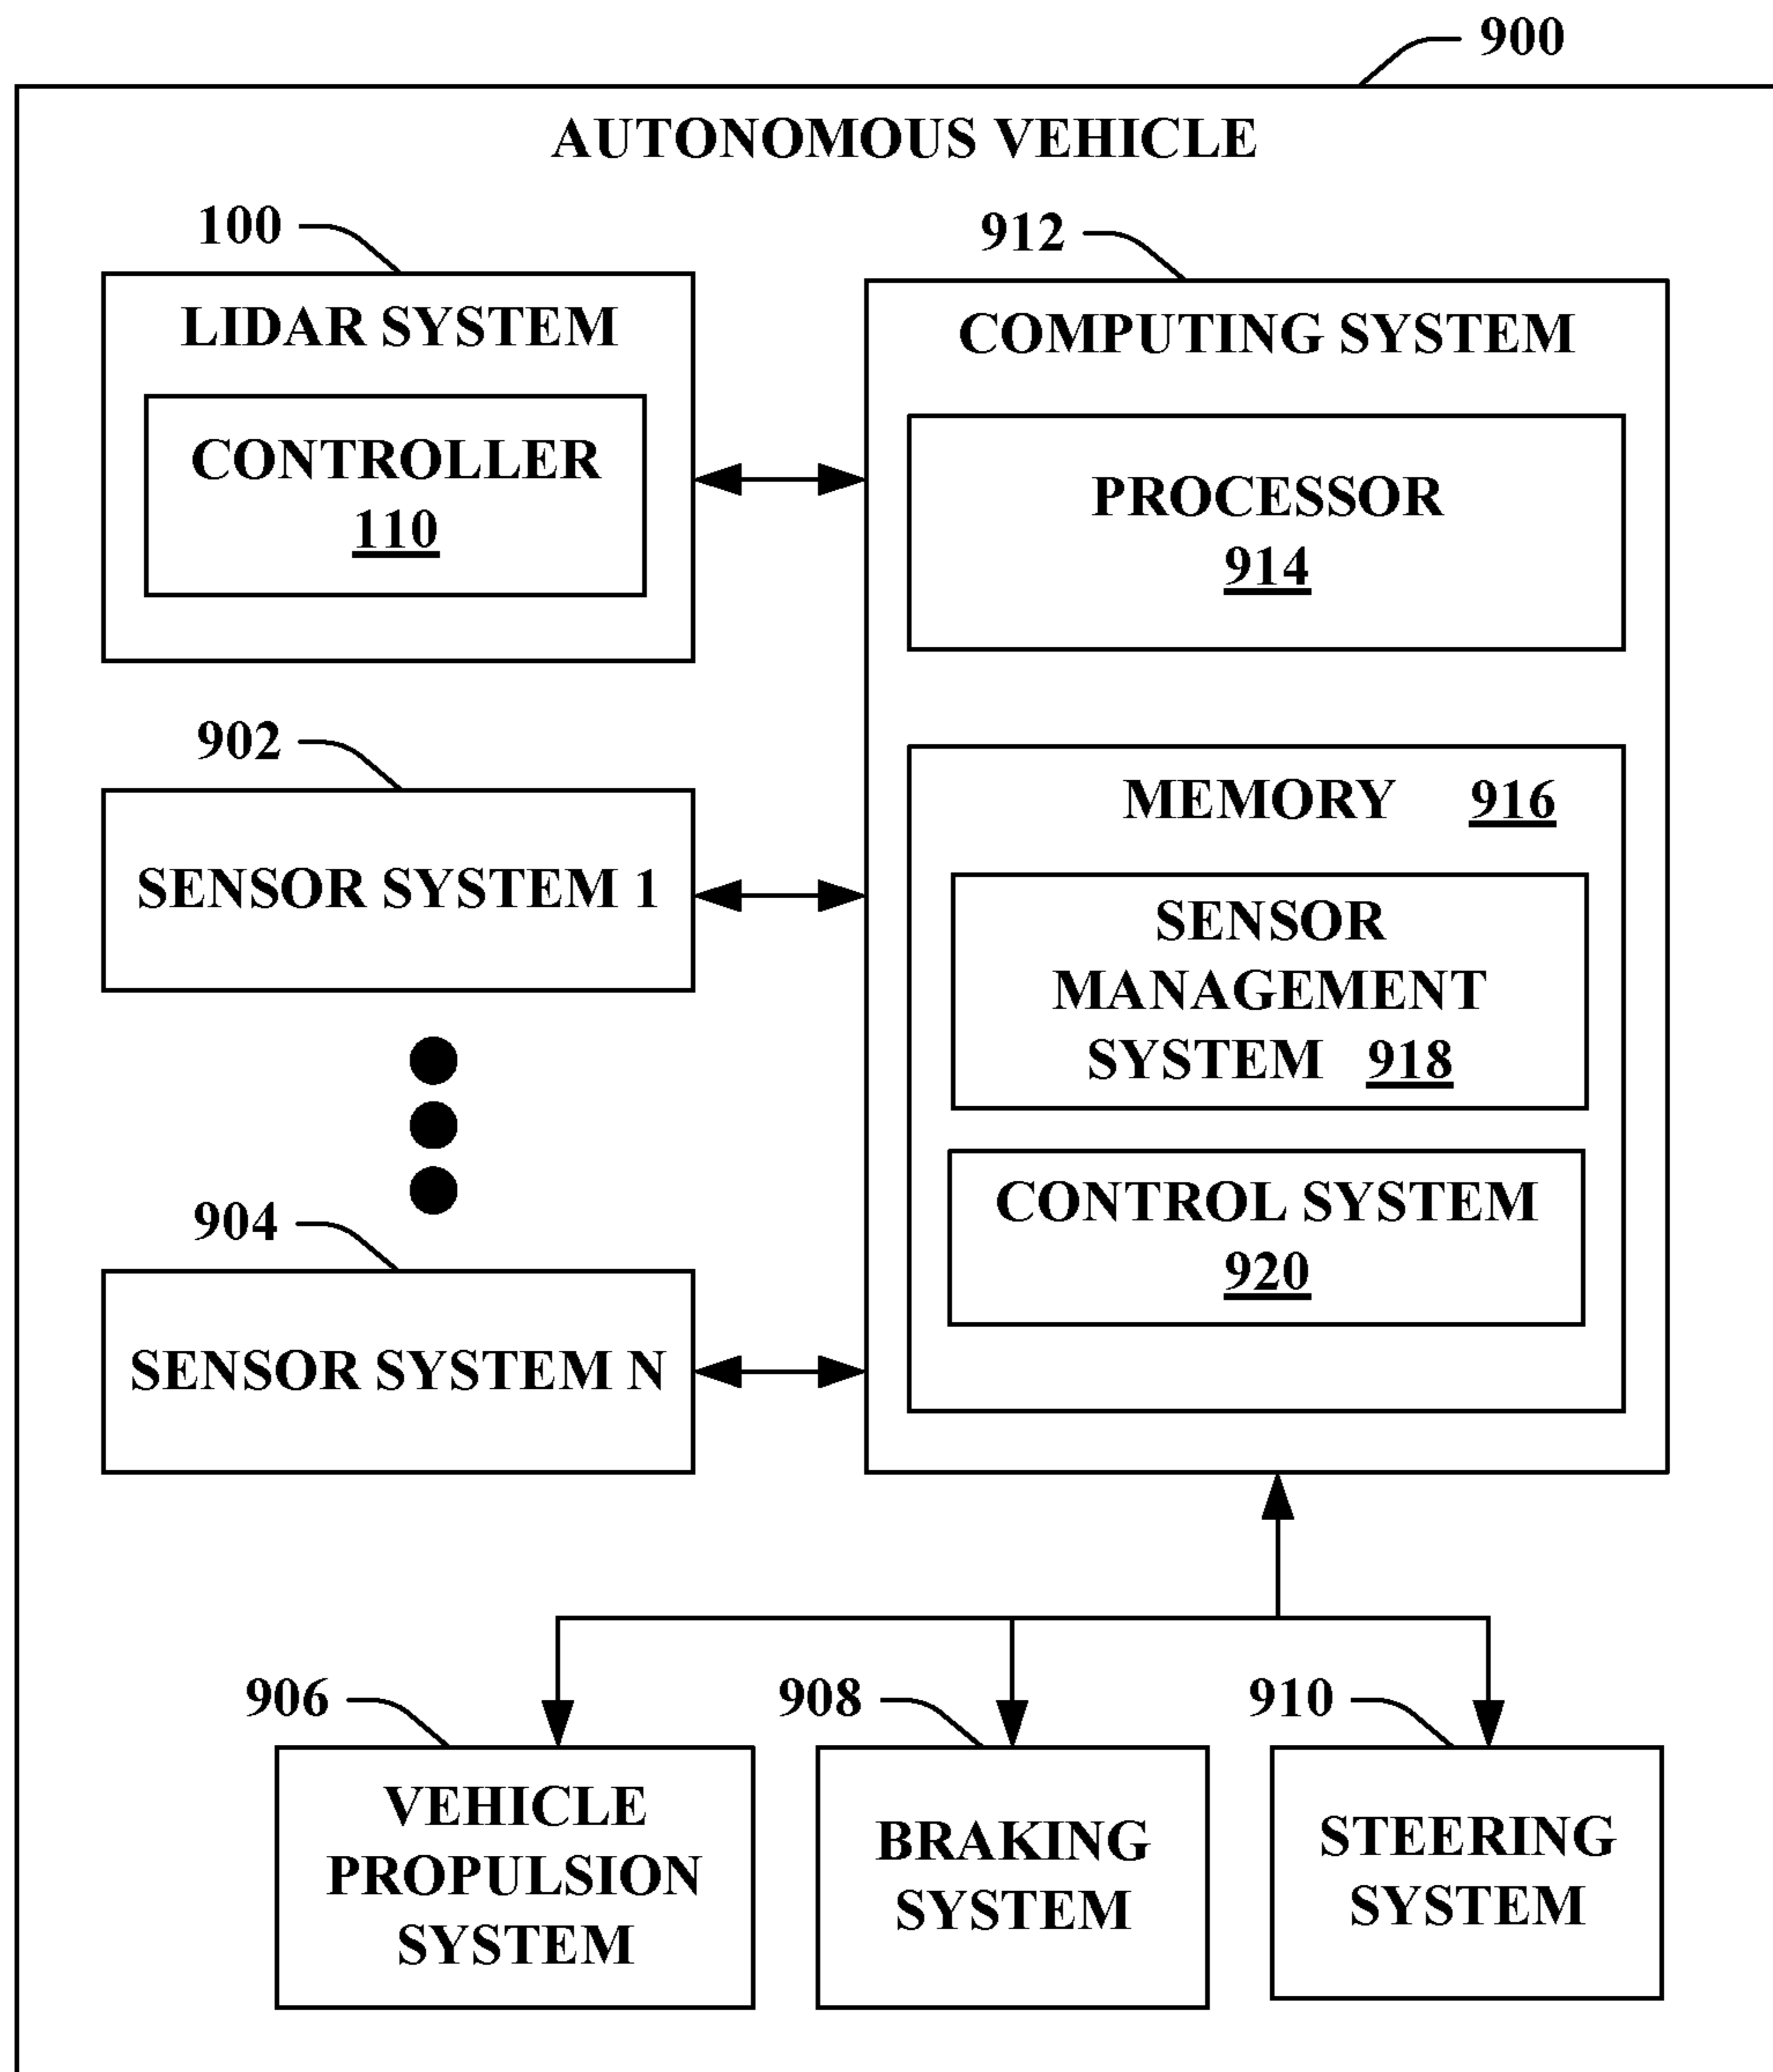 900
AUTONOMOUS VEHICLE
100
LIDAR SYSTEM
CONTROLLER
110
912
COMPUTING SYSTEM
PROCESSOR
914
902
SENSOR SYSTEM 1
MEMORY 916
SENSOR
MANAGEMENT
SYSTEM 918
CONTROL SYSTEM
920
904
SENSOR SYSTEM N
906
VEHICLE
PROPULSION
SYSTEM
908
BRAKING
SYSTEM
910
STEERING
SYSTEM